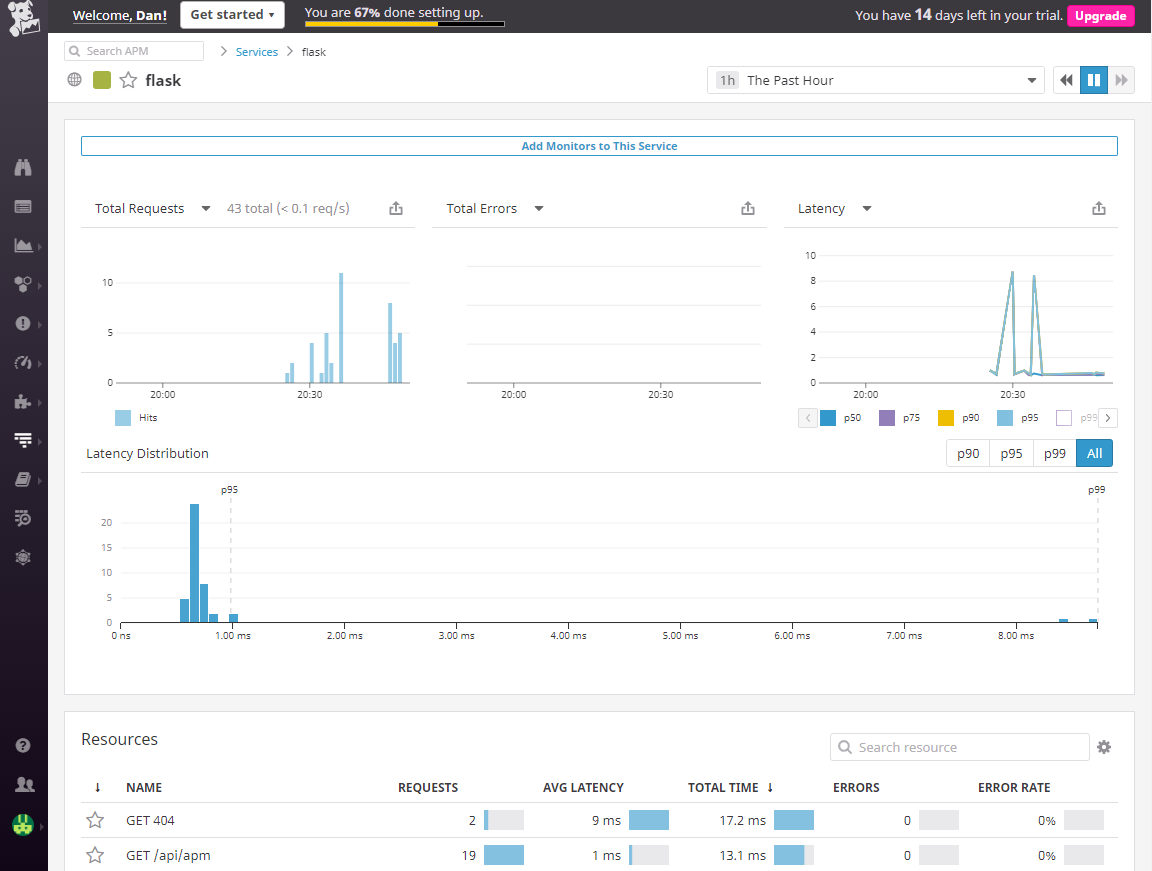 Welcome, Dan!
Get started ▾
You are 67% done setting up.
You have 14 days left in your trial.
Upgrade
Search APM
> Services > flask
flask
1h The Past Hour
Add Monitors to This Service
Total Requests 43 total (< 0.1 req/s)
10
5
0
20:00 20:30
Hits
Total Errors
20:00 20:30
Latency
10
8
6
4
2
0
20:00 20:30
p50 p75 p90 p95 p99
Latency Distribution
p90 p95 p99 All
p95 p99
20
15
10
5
0
0 ns 1.00 ms 2.00 ms 3.00 ms 4.00 ms 5.00 ms 6.00 ms 7.00 ms 8.00 ms
Resources
Search resource
↓ NAME REQUESTS AVG LATENCY TOTAL TIME ↓ ERRORS ERROR RATE
GET 404 2 9 ms 17.2 ms 0 0%
GET /api/apm 19 1 ms 13.1 ms 0 0%